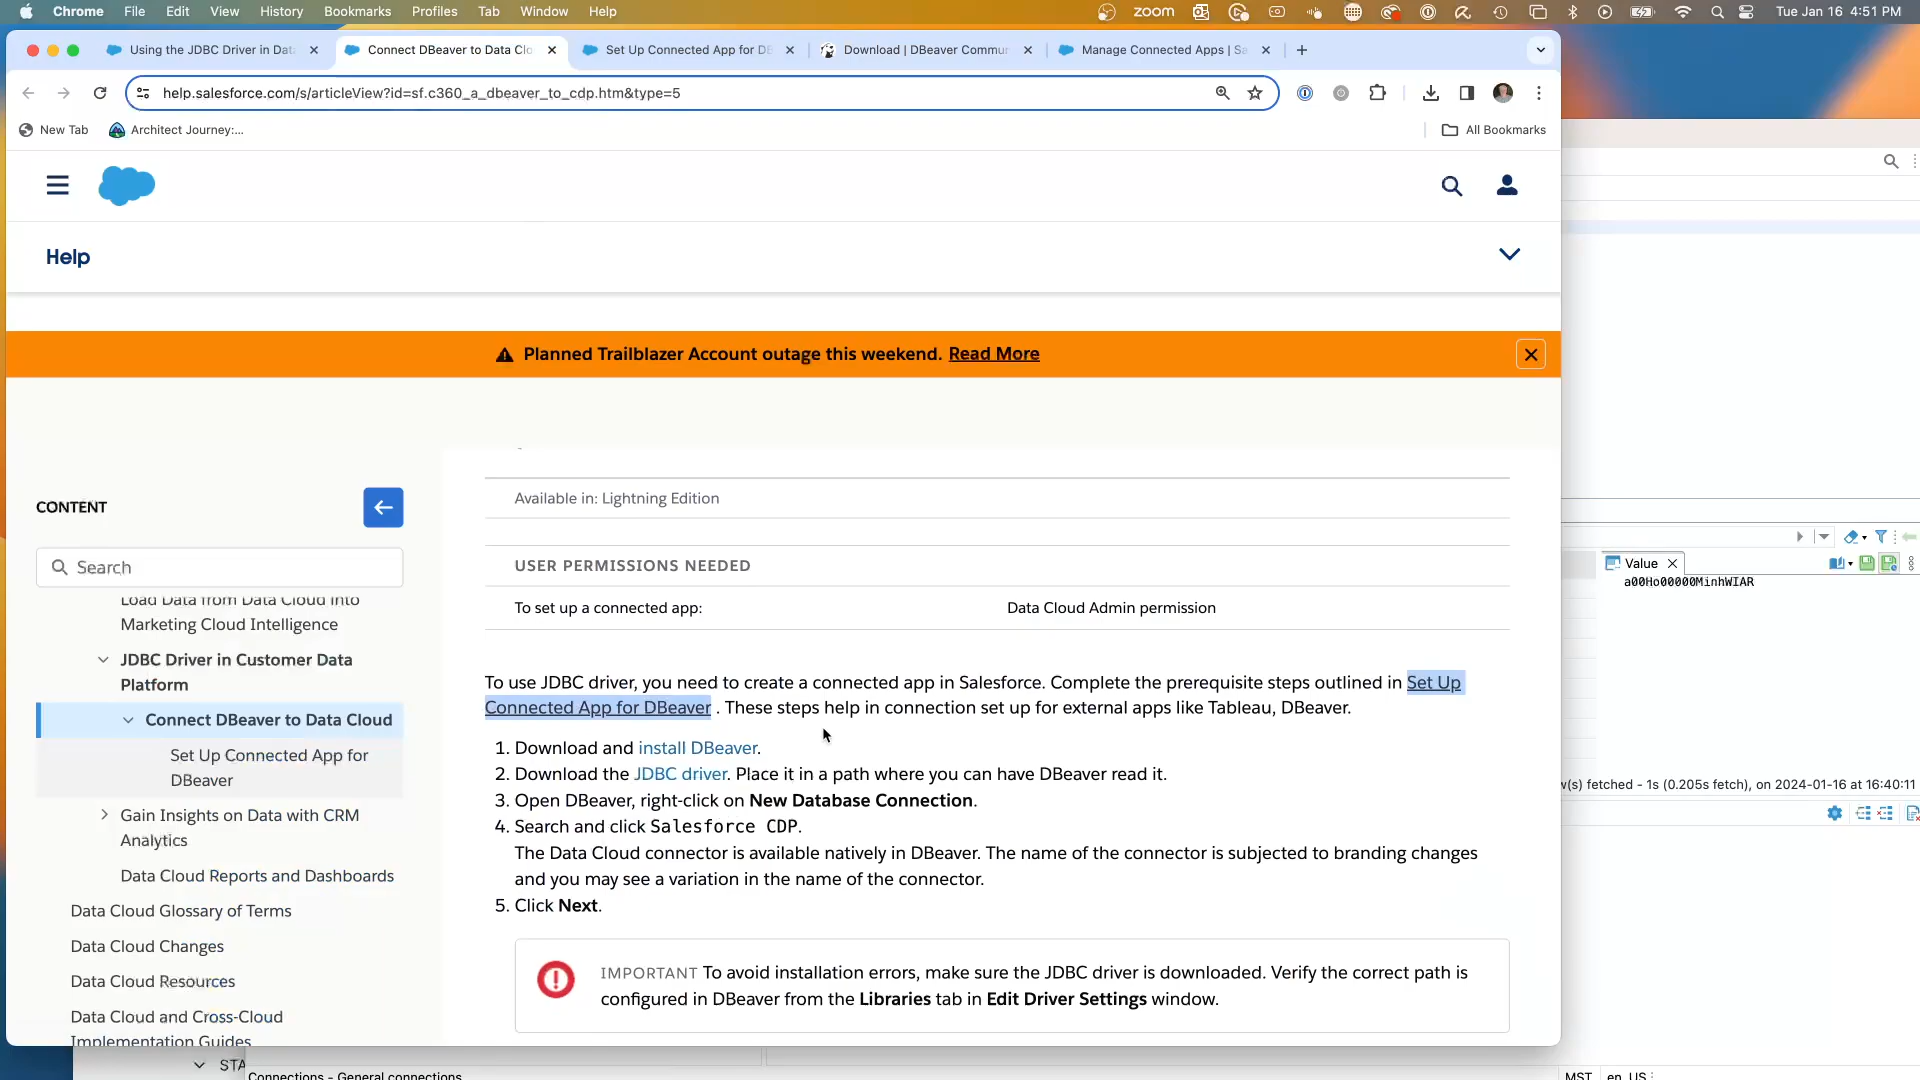 Chrome File Edit View History Bookmarks Profiles Tab Window Help zoom Tue Jan 16 4:51 PM
Using the JDBC Driver in Dat Connect DBeaver to Data Clo Set Up Connected App for DB Download | DBeaver Commun Manage Connected Apps | Sa
help.salesforce.com/s/articleView?id=sf.c360_a_dbeaver_to_cdp.htm&type=5
New Tab Architect Journey:... All Bookmarks
Help
Planned Trailblazer Account outage this weekend. Read More
CONTENT
Search
Load Data from Data Cloud into
Marketing Cloud Intelligence
JDBC Driver in Customer Data
Platform
Connect DBeaver to Data Cloud
Set Up Connected App for
DBeaver
Gain Insights on Data with CRM
Analytics
Data Cloud Reports and Dashboards
Data Cloud Glossary of Terms
Data Cloud Changes
Data Cloud Resources
Data Cloud and Cross-Cloud
Implementation Guides
Available in: Lightning Edition
USER PERMISSIONS NEEDED
To set up a connected app: Data Cloud Admin permission
To use JDBC driver, you need to create a connected app in Salesforce. Complete the prerequisite steps outlined in Set Up
Connected App for DBeaver . These steps help in connection set up for external apps like Tableau, DBeaver.
1. Download and install DBeaver.
2. Download the JDBC driver. Place it in a path where you can have DBeaver read it.
3. Open DBeaver, right-click on New Database Connection.
4. Search and click Salesforce CDP.
The Data Cloud connector is available natively in DBeaver. The name of the connector is subjected to branding changes
and you may see a variation in the name of the connector.
5. Click Next.
IMPORTANT To avoid installation errors, make sure the JDBC driver is downloaded. Verify the correct path is
configured in DBeaver from the Libraries tab in Edit Driver Settings window.
Value
a00Ho00000MinhWIAR
w(s) fetched - 1s (0.205s fetch), on 2024-01-16 at 16:40:11
STA
Connections - General connections
MST en_US